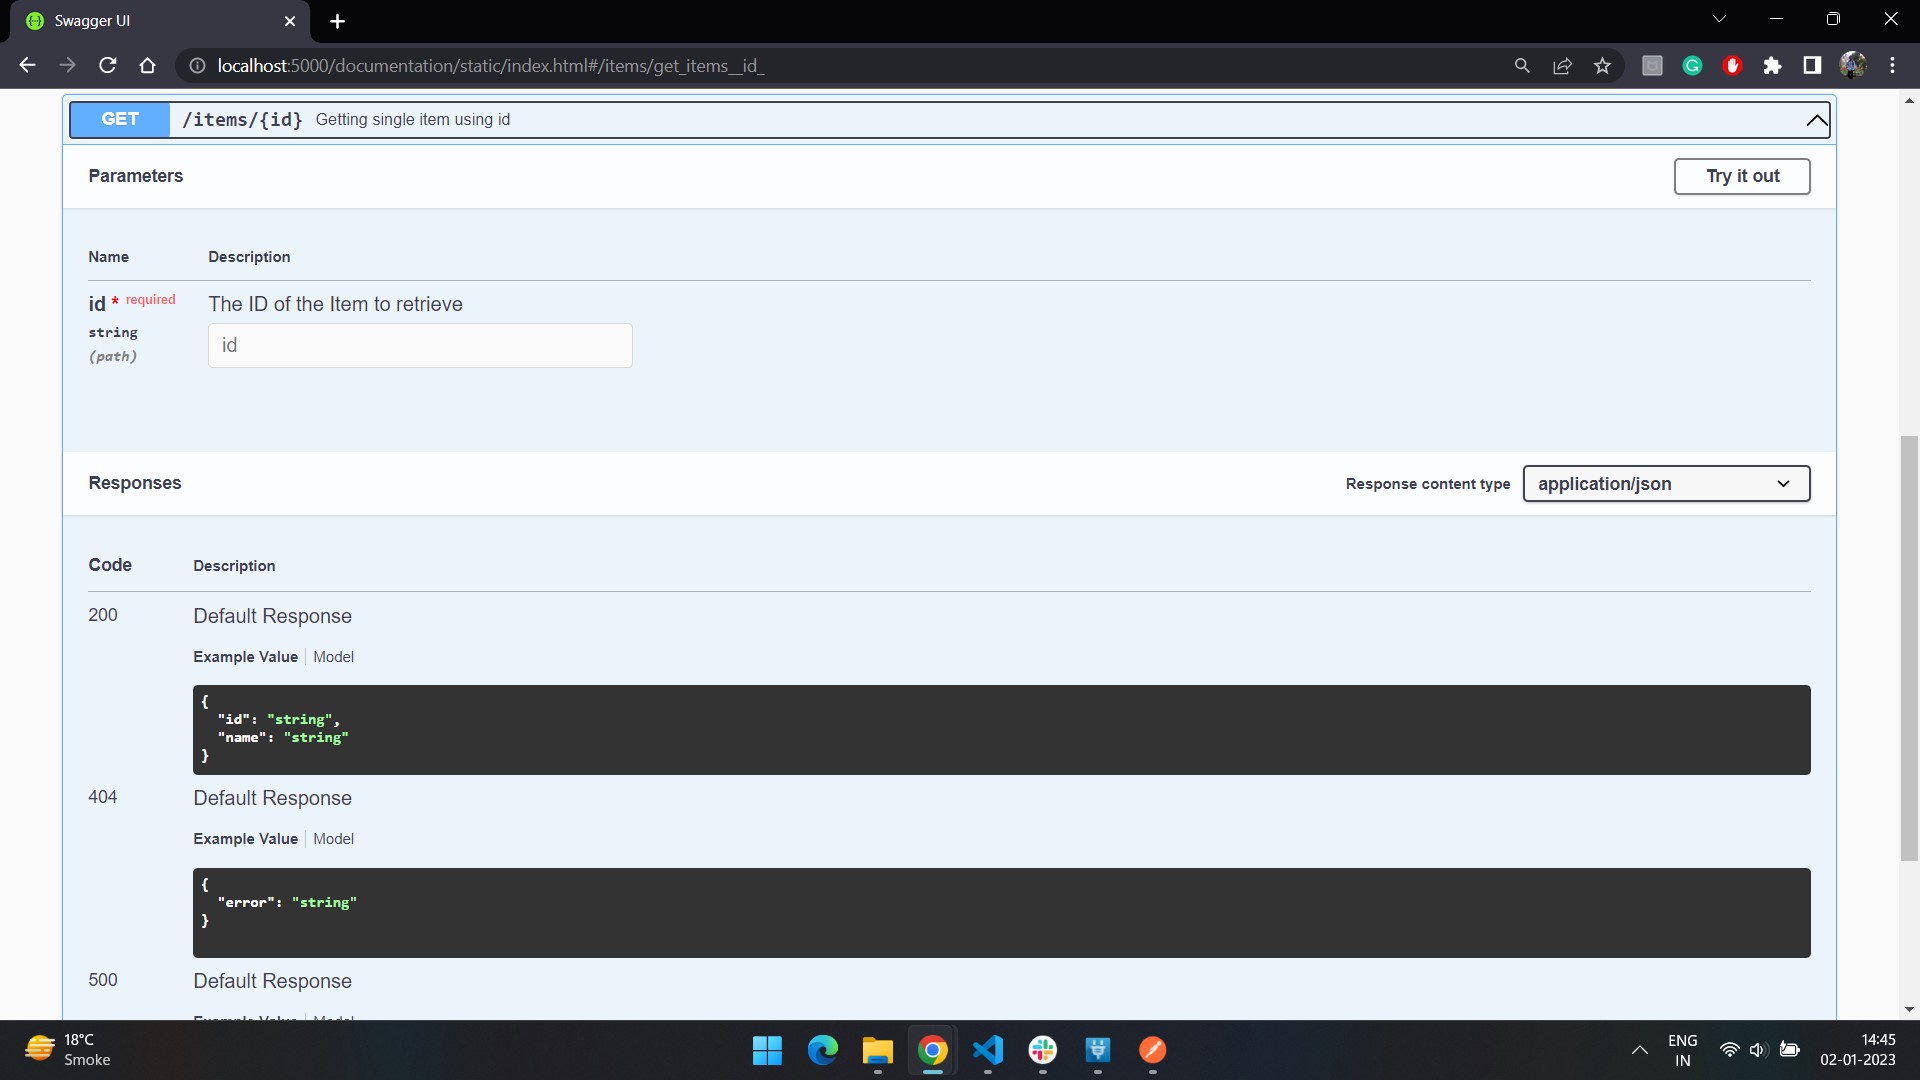 Swagger UI
localhost:5000/documentation/static/index.html#/items/get_items__id_
GET /items/{id} Getting single item using id
Parameters
Try it out
Name Description
id * required The ID of the Item to retrieve
string
(path)
id
Responses
Response content type application/json
Code Description
200 Default Response
Example Value Model
{
"id": "string",
"name": "string"
}
404 Default Response
Example Value Model
{
"error": "string"
}
500 Default Response
Example Value Model
18°C
Smoke
ENG
IN
14:45
02-01-2023